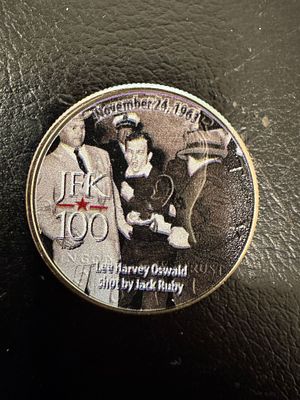 November 24, 1963
JFK
100
Lee Harvey Oswald
shot by Jack Ruby